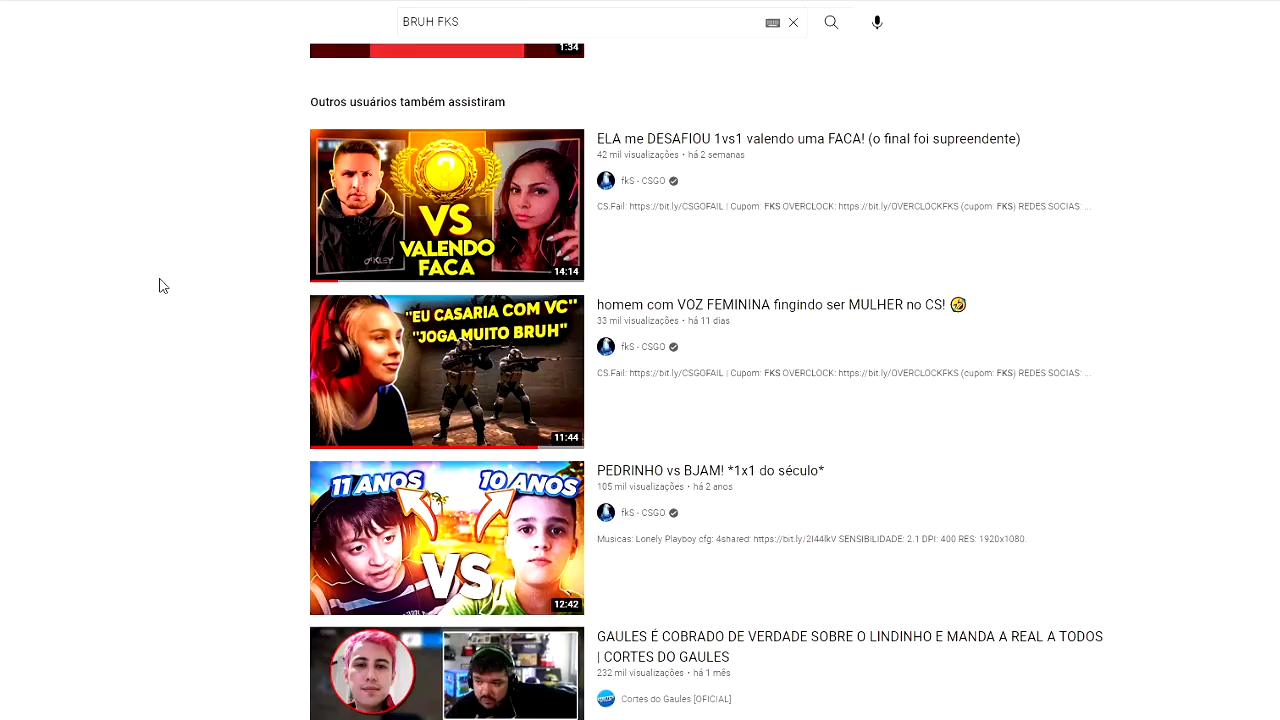 BRUH FKS
1:34
Outros usuários também assistiram
VS
VALENDO
FACA
14:14
ELA me DESAFIOU 1vs1 valendo uma FACA! (o final foi supreendente)
42 mil visualizações • há 2 semanas
fkS - CSGO
CS.Fail: https://bit.ly/CSGOFAIL | Cupom: FKS OVERCLOCK: https://bit.ly/OVERCLOCKFKS (cupom: FKS) REDES SOCIAS: ...
"EU CASARIA COM VC"
"JOGA MUITO BRUH"
11:44
homem com VOZ FEMININA fingindo ser MULHER no CS! 🤣
33 mil visualizações • há 11 dias
fkS - CSGO
CS.Fail: https://bit.ly/CSGOFAIL | Cupom: FKS OVERCLOCK: https://bit.ly/OVERCLOCKFKS (cupom: FKS) REDES SOCIAS: ...
11 ANOS
10 ANOS
VS
12:42
PEDRINHO vs BJAM! *1x1 do século*
105 mil visualizações • há 2 anos
fkS - CSGO
Musicas: Lonely Playboy cfg: 4shared: https://bit.ly/2I44lkV SENSIBILIDADE: 2.1 DPI: 400 RES: 1920x1080.
GAULES É COBRADO DE VERDADE SOBRE O LINDINHO E MANDA A REAL A TODOS
| CORTES DO GAULES
232 mil visualizações • há 1 mês
Cortes do Gaules [OFICIAL]